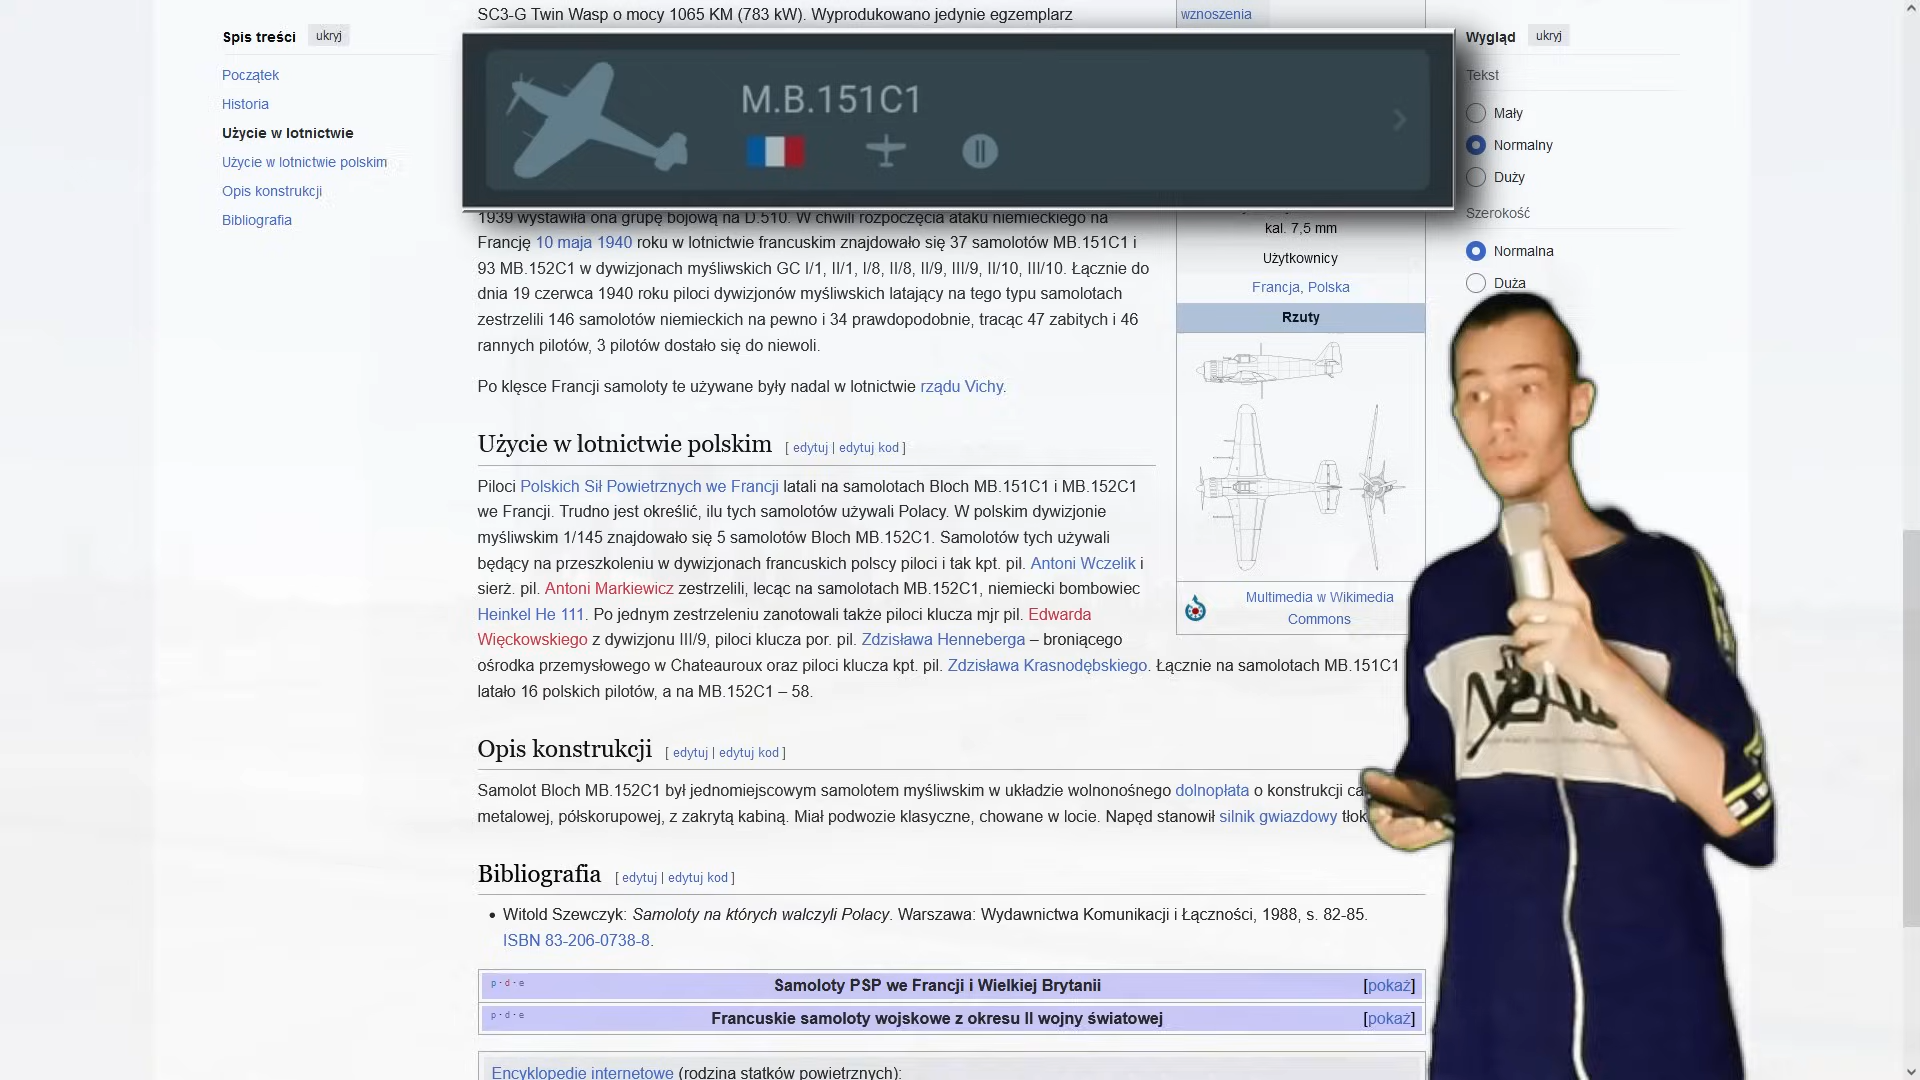 SC3-G Twin Wasp o mocy 1065 KM (783 kW). Wyprodukowano jedynie egzemplarz
wznoszenia
Spis treści ukryj
Początek
Historia
Użycie w lotnictwie
Użycie w lotnictwie polskim
Opis konstrukcji
Bibliografia
M.B.151C1
II
1939 wystawiła ona grupę bojową na D.510. W chwili rozpoczęcia ataku niemieckiego na
Francję 10 maja 1940 roku w lotnictwie francuskim znajdowało się 37 samolotów MB.151C1 i
93 MB.152C1 w dywizjonach myśliwskich GC I/1, II/1, I/8, II/8, II/9, III/9, II/10, III/10. Łącznie do
dnia 19 czerwca 1940 roku piloci dywizjonów myśliwskich latający na tego typu samolotach
zestrzelili 146 samolotów niemieckich na pewno i 34 prawdopodobnie, tracąc 47 zabitych i 46
rannych pilotów, 3 pilotów dostało się do niewoli.
Po klęsce Francji samoloty te używane były nadal w lotnictwie rządu Vichy.
Użycie w lotnictwie polskim [ edytuj | edytuj kod ]
Piloci Polskich Sił Powietrznych we Francji latali na samolotach Bloch MB.151C1 i MB.152C1
we Francji. Trudno jest określić, ilu tych samolotów używali Polacy. W polskim dywizjonie
myśliwskim 1/145 znajdowało się 5 samolotów Bloch MB.152C1. Samolotów tych używali
będący na przeszkoleniu w dywizjonach francuskich polscy piloci i tak kpt. pil. Antoni Wczelik i
sierż. pil. Antoni Markiewicz zestrzelili, lecąc na samolotach MB.152C1, niemiecki bombowiec
Heinkel He 111. Po jednym zestrzeleniu zanotowali także piloci klucza mjr pil. Edwarda
Więckowskiego z dywizjonu III/9, piloci klucza por. pil. Zdzisława Henneberga – broniącego
ośrodka przemysłowego w Chateauroux oraz piloci klucza kpt. pil. Zdzisława Krasnodębskiego. Łącznie na samolotach MB.151C1
latało 16 polskich pilotów, a na MB.152C1 – 58.
Opis konstrukcji [ edytuj | edytuj kod ]
Samolot Bloch MB.152C1 był jednomiejscowym samolotem myśliwskim w układzie wolnonośnego dolnopłata o konstrukcji ca
metalowej, półskorupowej, z zakrytą kabiną. Miał podwozie klasyczne, chowane w locie. Napęd stanowił silnik gwiazdowy tłok
Bibliografia [ edytuj | edytuj kod ]
• Witold Szewczyk: Samoloty na których walczyli Polacy. Warszawa: Wydawnictwa Komunikacji i Łączności, 1988, s. 82-85.
ISBN 83-206-0738-8.
p · d · e Samoloty PSP we Francji i Wielkiej Brytanii [pokaż]
p · d · e Francuskie samoloty wojskowe z okresu II wojny światowej [pokaż]
Encyklopedie internetowe (rodzina statków powietrznych):
kal. 7,5 mm
Użytkownicy
Francja, Polska
Rzuty
Multimedia w Wikimedia
Commons
Wygląd ukryj
Tekst
Mały
Normalny
Duży
Szerokość
Normalna
Duża